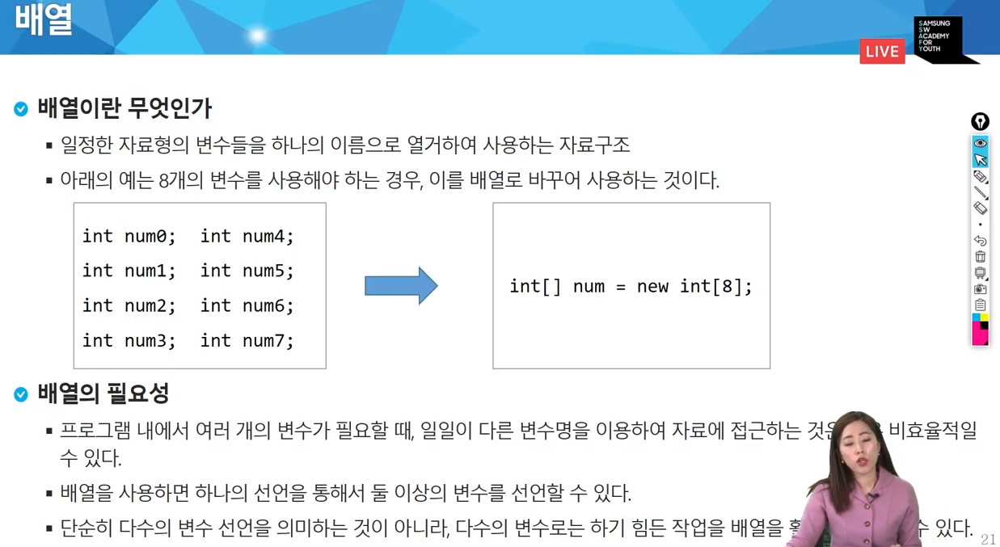 배열
SAMSUNG
SW
ACADEMY
FOR
YOUTH
LIVE
배열이란 무엇인가
▪ 일정한 자료형의 변수들을 하나의 이름으로 열거하여 사용하는 자료구조
▪ 아래의 예는 8개의 변수를 사용해야 하는 경우, 이를 배열로 바꾸어 사용하는 것이다.
int num0; int num4;
int num1; int num5;
int num2; int num6;
int num3; int num7;
int[] num = new int[8];
배열의 필요성
▪ 프로그램 내에서 여러 개의 변수가 필요할 때, 일일이 다른 변수명을 이용하여 자료에 접근하는 비효율적일
수 있다.
▪ 배열을 사용하면 하나의 선언을 통해서 둘 이상의 변수를 선언할 수 있다.
▪ 단순히 다수의 변수 선언을 의미하는 것이 아니라, 다수의 변수로는 하기 힘든 작업을 배열을 수 있다.
21